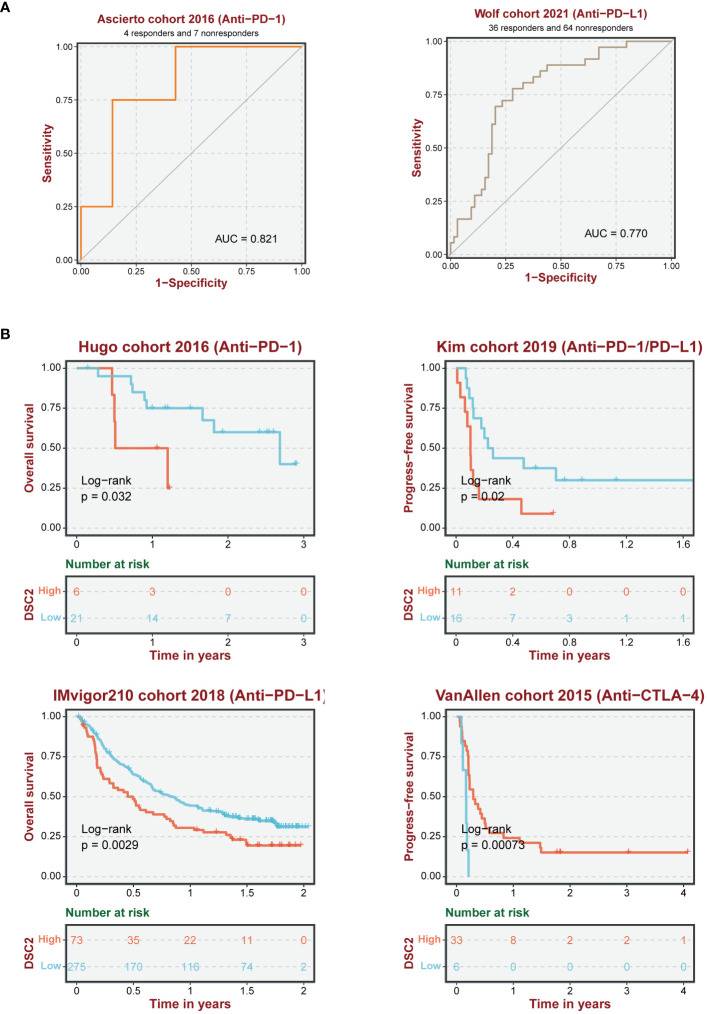 A
Ascierto cohort 2016 (Anti−PD−1)
4 responders and 7 nonresponders
Sensitivity
1.00
0.75
0.50
0.25
0.00
AUC = 0.821
0.00 0.25 0.50 0.75 1.00
1−Specificity
Wolf cohort 2021 (Anti−PD−L1)
36 responders and 64 nonresponders
Sensitivity
1.00
0.75
0.50
0.25
0.00
AUC = 0.770
0.00 0.25 0.50 0.75 1.00
1−Specificity
B
Hugo cohort 2016 (Anti−PD−1)
Overall survival
1.00
0.75
0.50
0.25
0.00
Log−rank
p = 0.032
0 1 2 3
Number at risk
DSC2
High 6 3 0 0
Low 21 14 7 0
0 1 2 3
Time in years
Kim cohort 2019 (Anti−PD−1/PD−L1)
Progress−free survival
1.00
0.75
0.50
0.25
0.00
Log−rank
p = 0.02
0 0.4 0.8 1.2 1.6
Number at risk
DSC2
High 11 2 0 0 0
Low 16 7 3 1 1
0 0.4 0.8 1.2 1.6
Time in years
IMvigor210 cohort 2018 (Anti−PD−L1)
Overall survival
1.00
0.75
0.50
0.25
0.00
Log−rank
p = 0.0029
0 0.5 1 1.5 2
Number at risk
DSC2
High 73 35 22 11 0
Low 275 170 116 74 2
0 0.5 1 1.5 2
Time in years
VanAllen cohort 2015 (Anti−CTLA−4)
Progress−free survival
1.00
0.75
0.50
0.25
0.00
Log−rank
p = 0.00073
0 1 2 3 4
Number at risk
DSC2
High 33 8 2 2 1
Low 6 0 0 0 0
0 1 2 3 4
Time in years